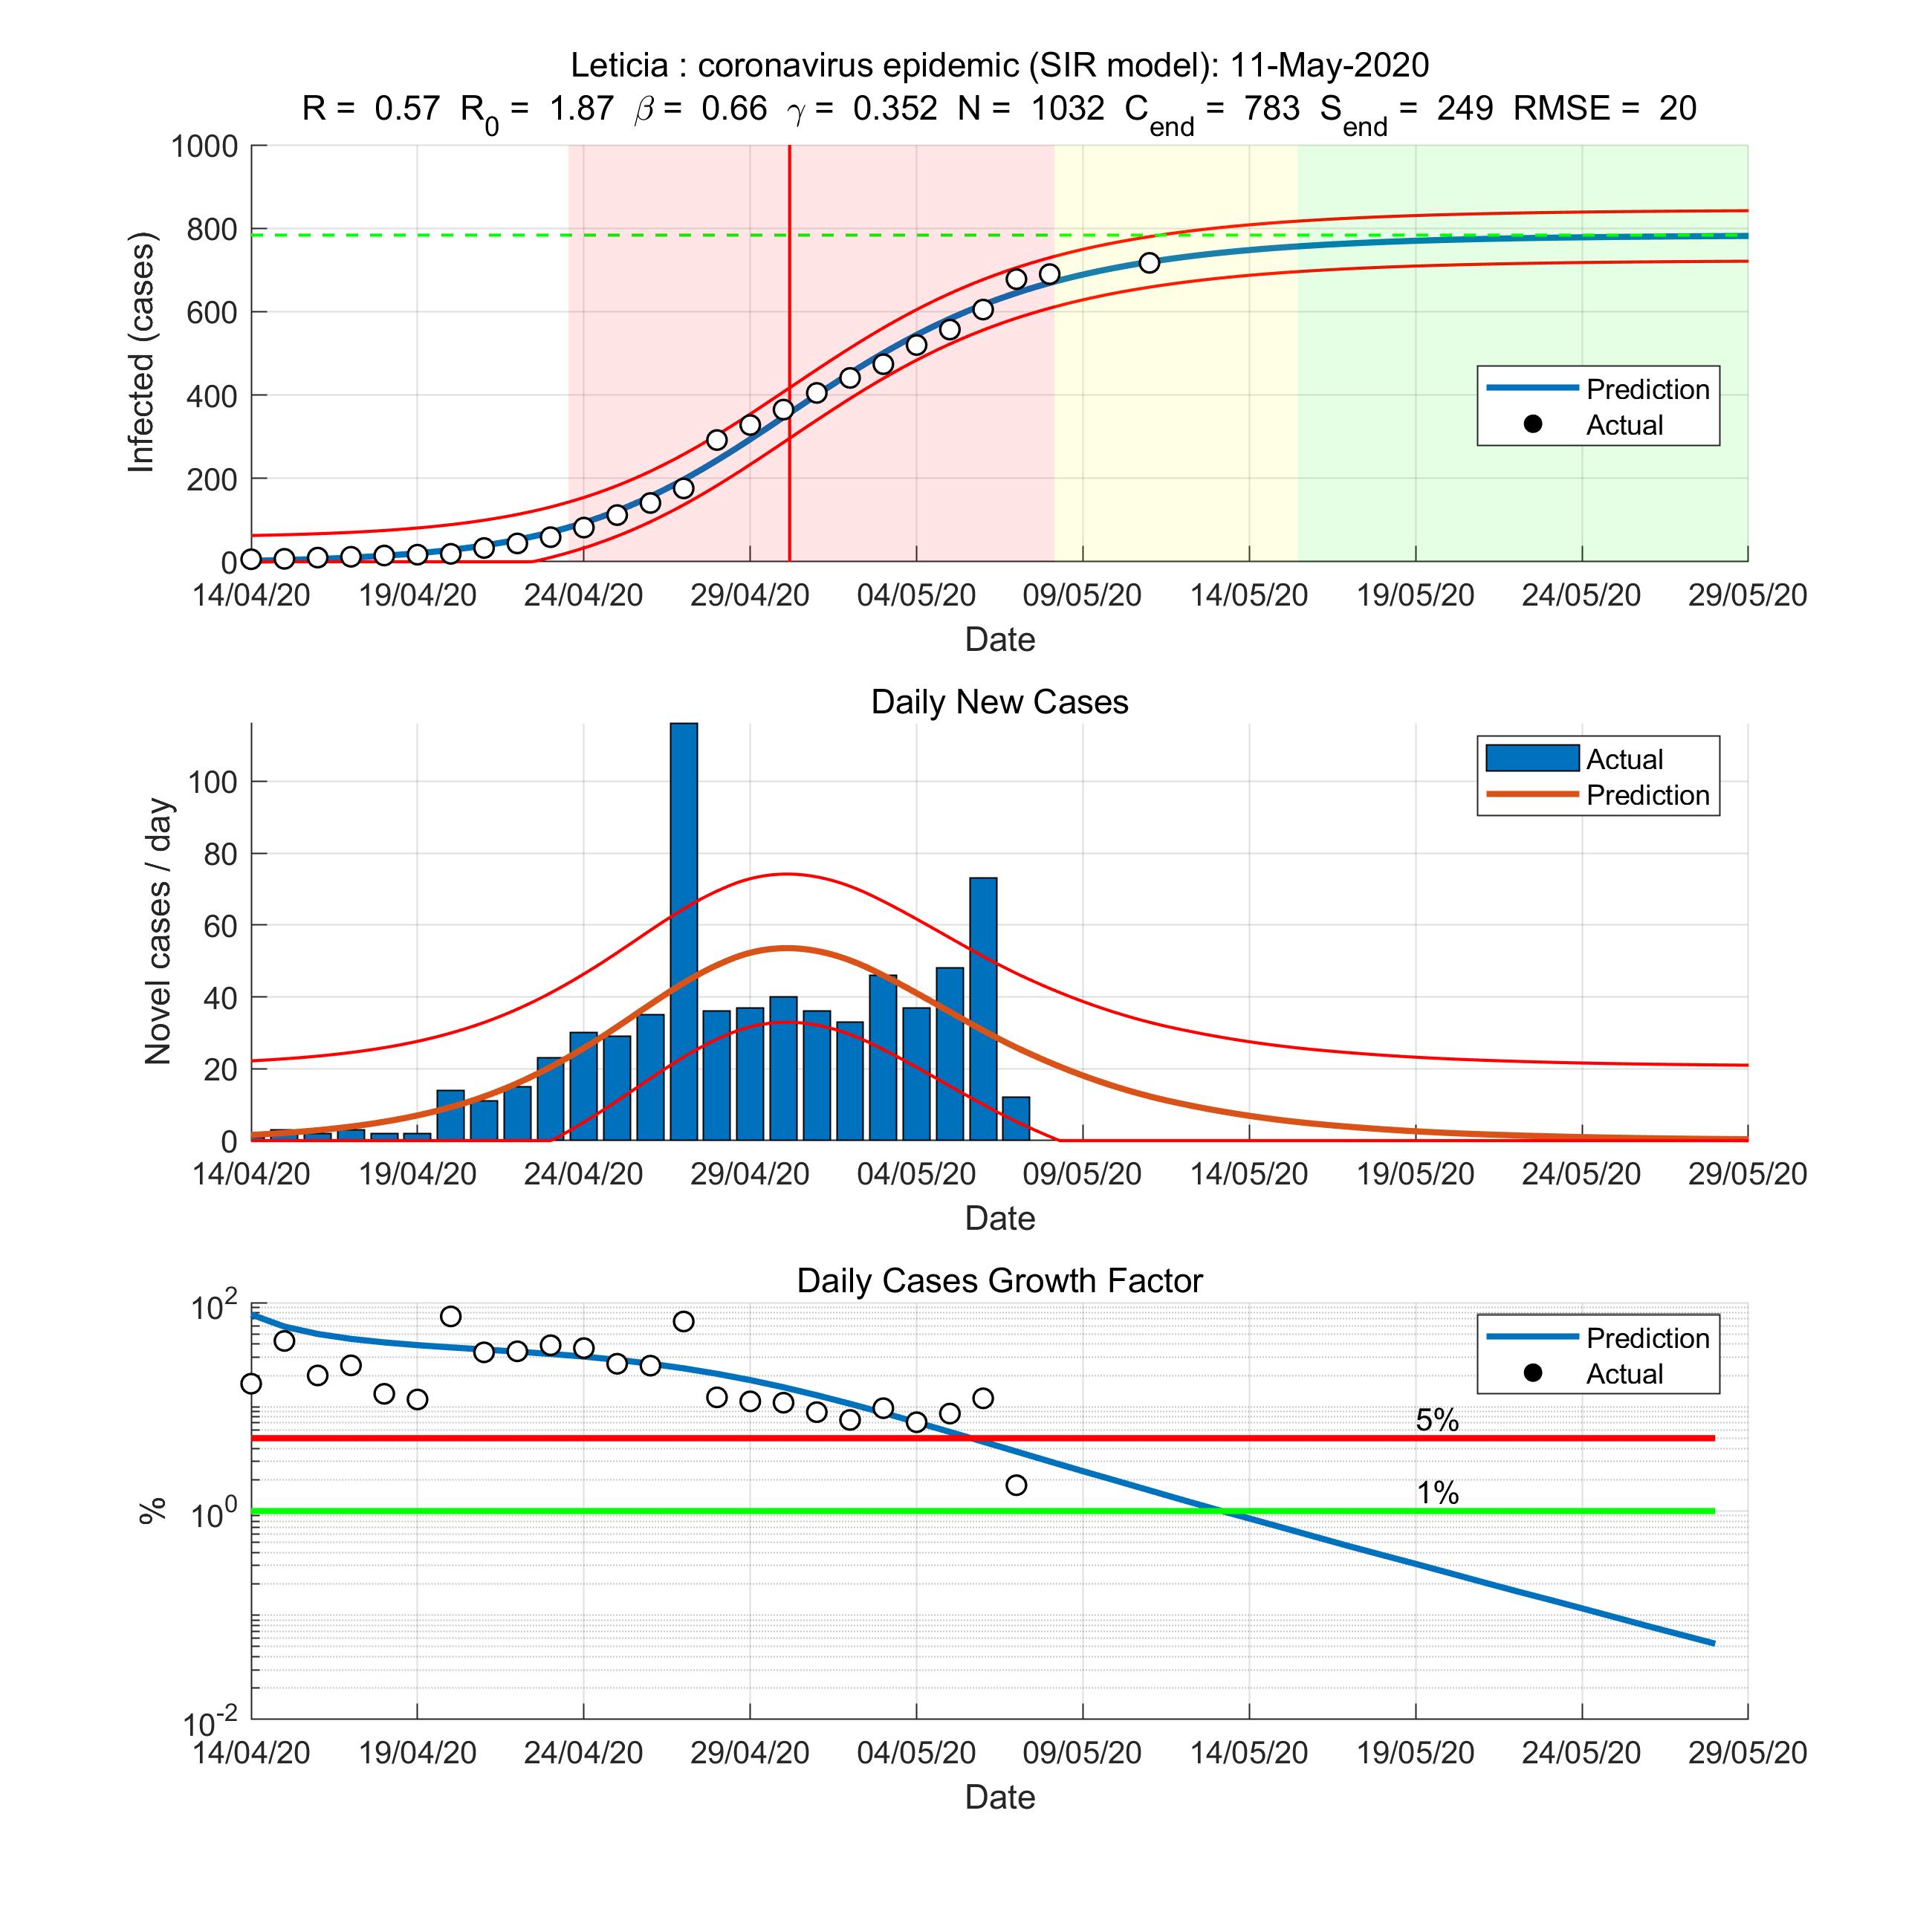 Leticia : coronavirus epidemic (SIR model): 11-May-2020
R = 0.57 R0 = 1.87 β = 0.66 γ = 0.352 N = 1032 Cend = 783 Send = 249 RMSE = 20
1000
800
600
400
200
0
Infected (cases)
Prediction
Actual
14/04/20 19/04/20 24/04/20 29/04/20 04/05/20 09/05/20 14/05/20 19/05/20 24/05/20 29/05/20
Date
Daily New Cases
100
80
60
40
20
0
Novel cases / day
Actual
Prediction
14/04/20 19/04/20 24/04/20 29/04/20 04/05/20 09/05/20 14/05/20 19/05/20 24/05/20 29/05/20
Date
Daily Cases Growth Factor
10^2
10^0
10^-2
%
Prediction
Actual
5%
1%
14/04/20 19/04/20 24/04/20 29/04/20 04/05/20 09/05/20 14/05/20 19/05/20 24/05/20 29/05/20
Date